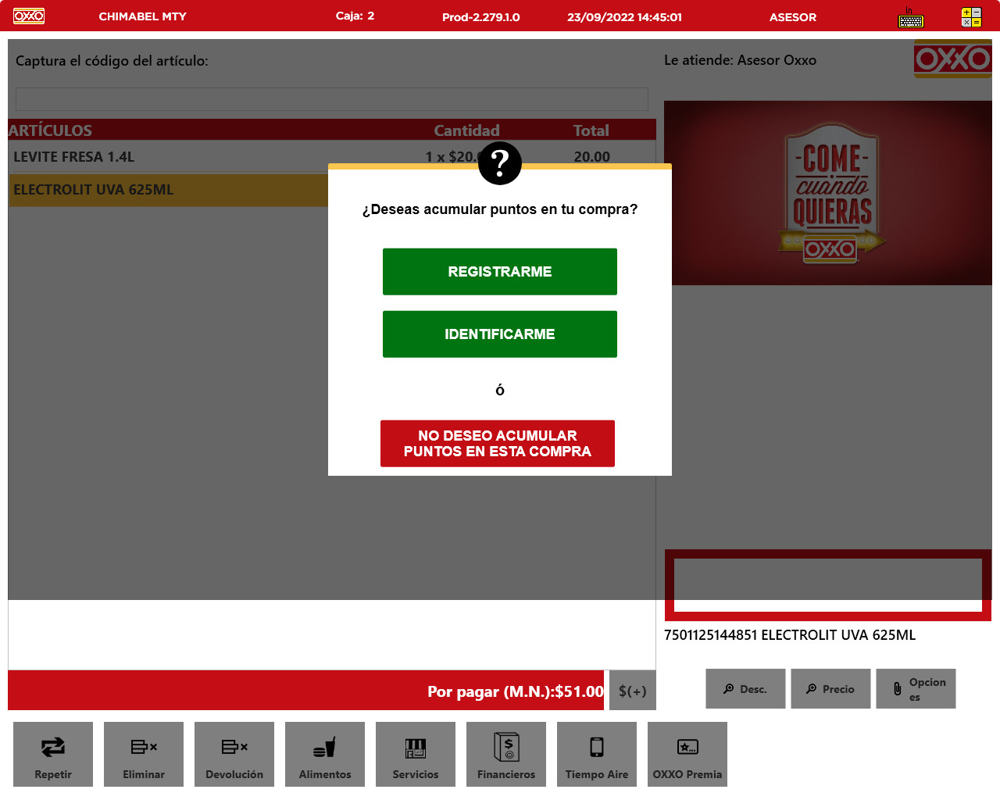 OXXO
CHIMABEL MTY
Caja: 2
Prod-2.279.1.0
23/09/2022 14:45:01
ASESOR
In
Captura el código del artículo:
Le atiende: Asesor Oxxo
OXXO
ARTÍCULOS Cantidad Total
LEVITE FRESA 1.4L 1 x $20. 20.00
ELECTROLIT UVA 625ML
?
¿Deseas acumular puntos en tu compra?
REGISTRARME
IDENTIFICARME
ó
NO DESEO ACUMULAR
PUNTOS EN ESTA COMPRA
-COME-
cuando
QUIERAS
OXXO
7501125144851 ELECTROLIT UVA 625ML
Por pagar (M.N.):$51.00
$(+)
Desc.
Precio
Opcion
es
Repetir
Eliminar
Devolución
Alimentos
Servicios
Financieros
Tiempo Aire
OXXO Premia